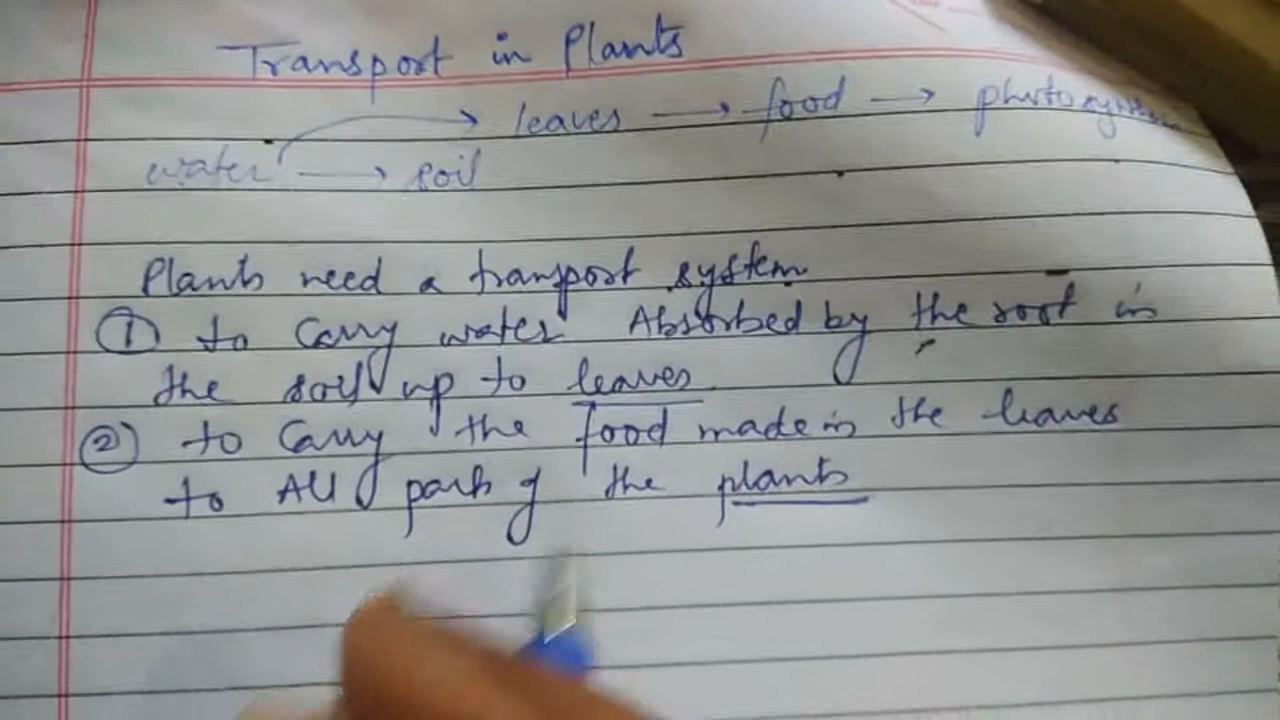 Transport in Plants
→ leaves → food → photosynthesis
water → soil
Plants need a transport system
① to carry water Absorbed by the root in
the soil up to leaves.
② to carry the food made in the leaves
to All parts of the plants